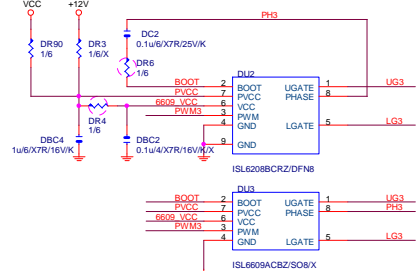 VCC +12V PH3
DC2
0.1u/6/X7R/25V/K
DR90
1/6
DR3
1/6/X
DR6
1/6
DU2
BOOT 2 BOOT UGATE 1 UG3
PVCC 7 PVCC PHASE 8
6609_VCC 6 VCC
PWM3 3 PWM
4 GND LGATE 5 LG3
9 GND
DR4
1/6
DBC4
1u/6/X7R/16V/K
DBC2
0.1u/4/X7R/16V/K/X
ISL6208BCRZ/DFN8
DU3
BOOT 2 BOOT UGATE 1 UG3
PVCC 7 PVCC PHASE 8 PH3
6609_VCC 6 VCC
PWM3 3 PWM
4 GND LGATE 5 LG3
ISL6609ACBZ/SO8/X